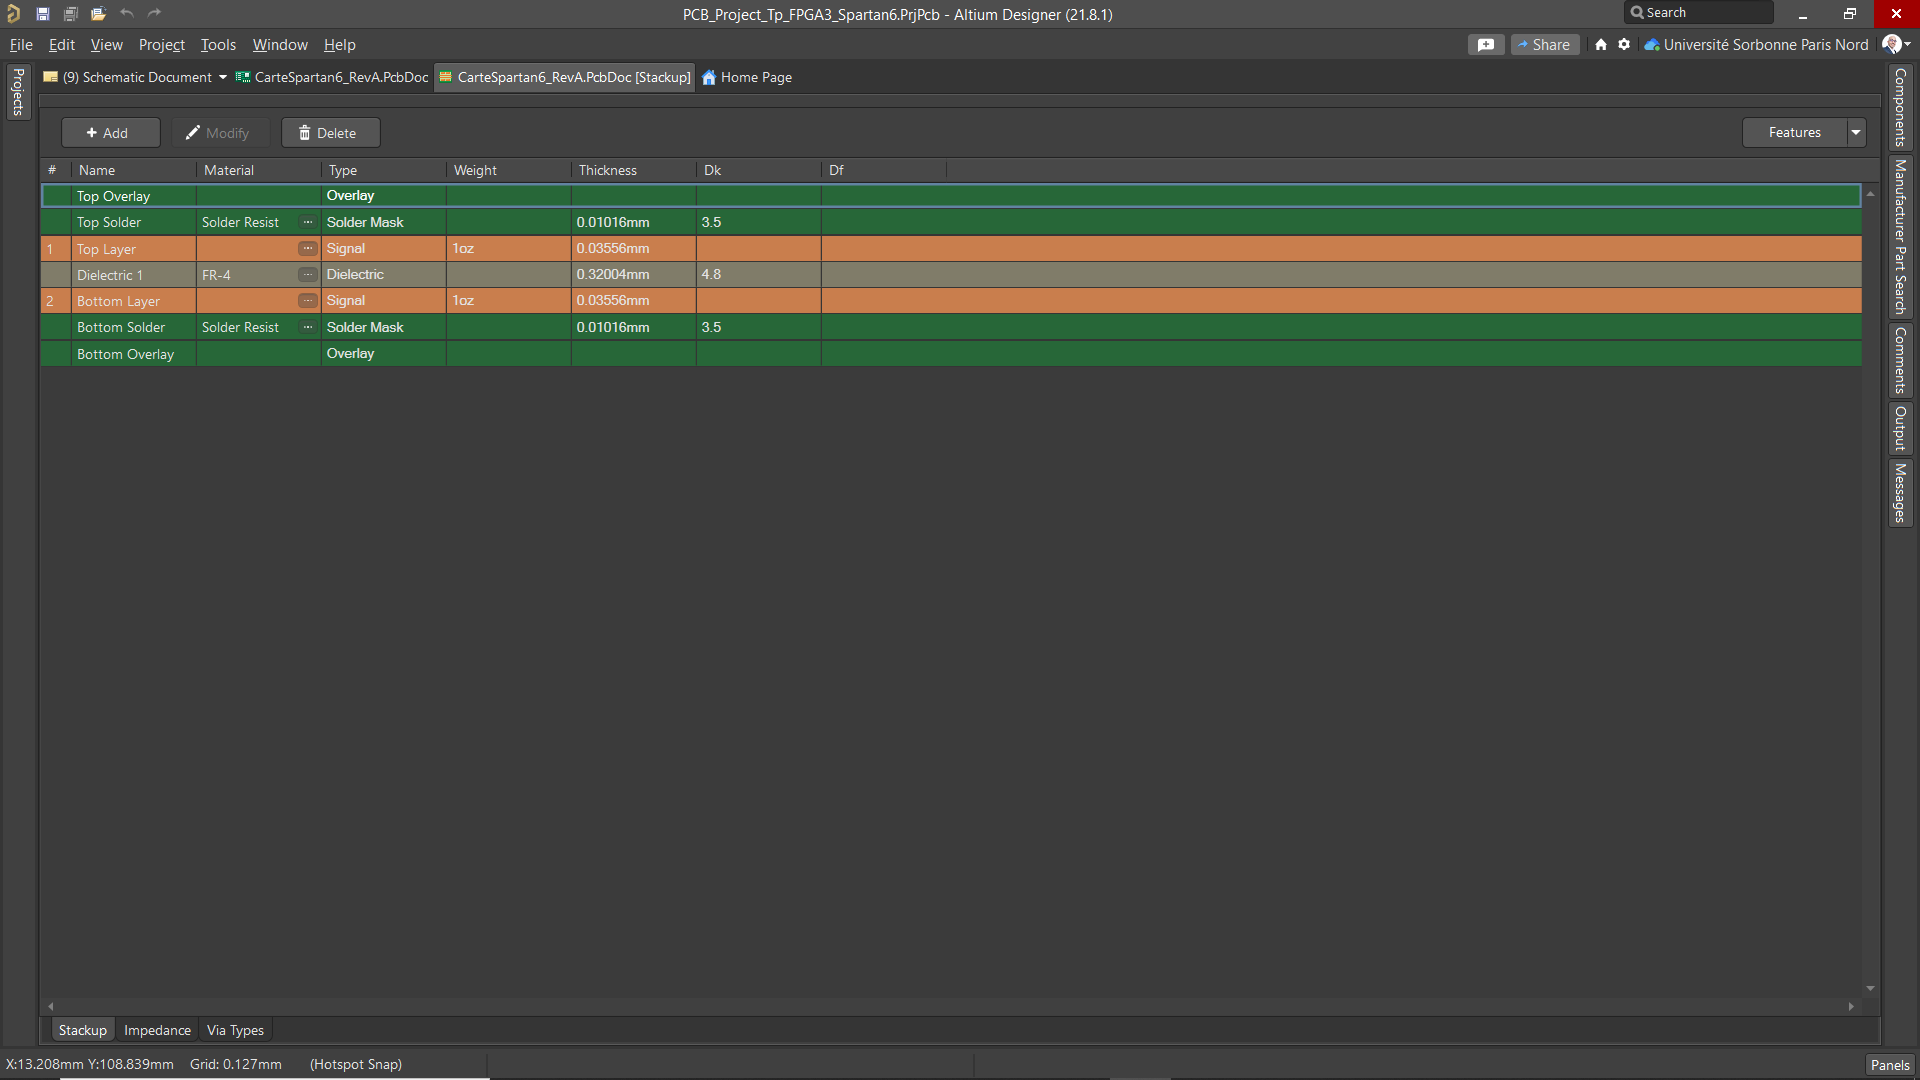 PCB_Project_Tp_FPGA3_Spartan6.PrjPcb - Altium Designer (21.8.1)
Search
File Edit View Project Tools Window Help
Share
Université Sorbonne Paris Nord
Projects
(9) Schematic Document
CarteSpartan6_RevA.PcbDoc
CarteSpartan6_RevA.PcbDoc [Stackup]
Home Page
+ Add
Modify
Delete
Features
# Name Material Type Weight Thickness Dk Df
Top Overlay Overlay
Top Solder Solder Resist ... Solder Mask 0.01016mm 3.5
1 Top Layer ... Signal 1oz 0.03556mm
Dielectric 1 FR-4 ... Dielectric 0.32004mm 4.8
2 Bottom Layer ... Signal 1oz 0.03556mm
Bottom Solder Solder Resist ... Solder Mask 0.01016mm 3.5
Bottom Overlay Overlay
Components
Manufacturer Part Search
Comments
Output
Messages
Stackup Impedance Via Types
X:13.208mm Y:108.839mm Grid: 0.127mm (Hotspot Snap)
Panels